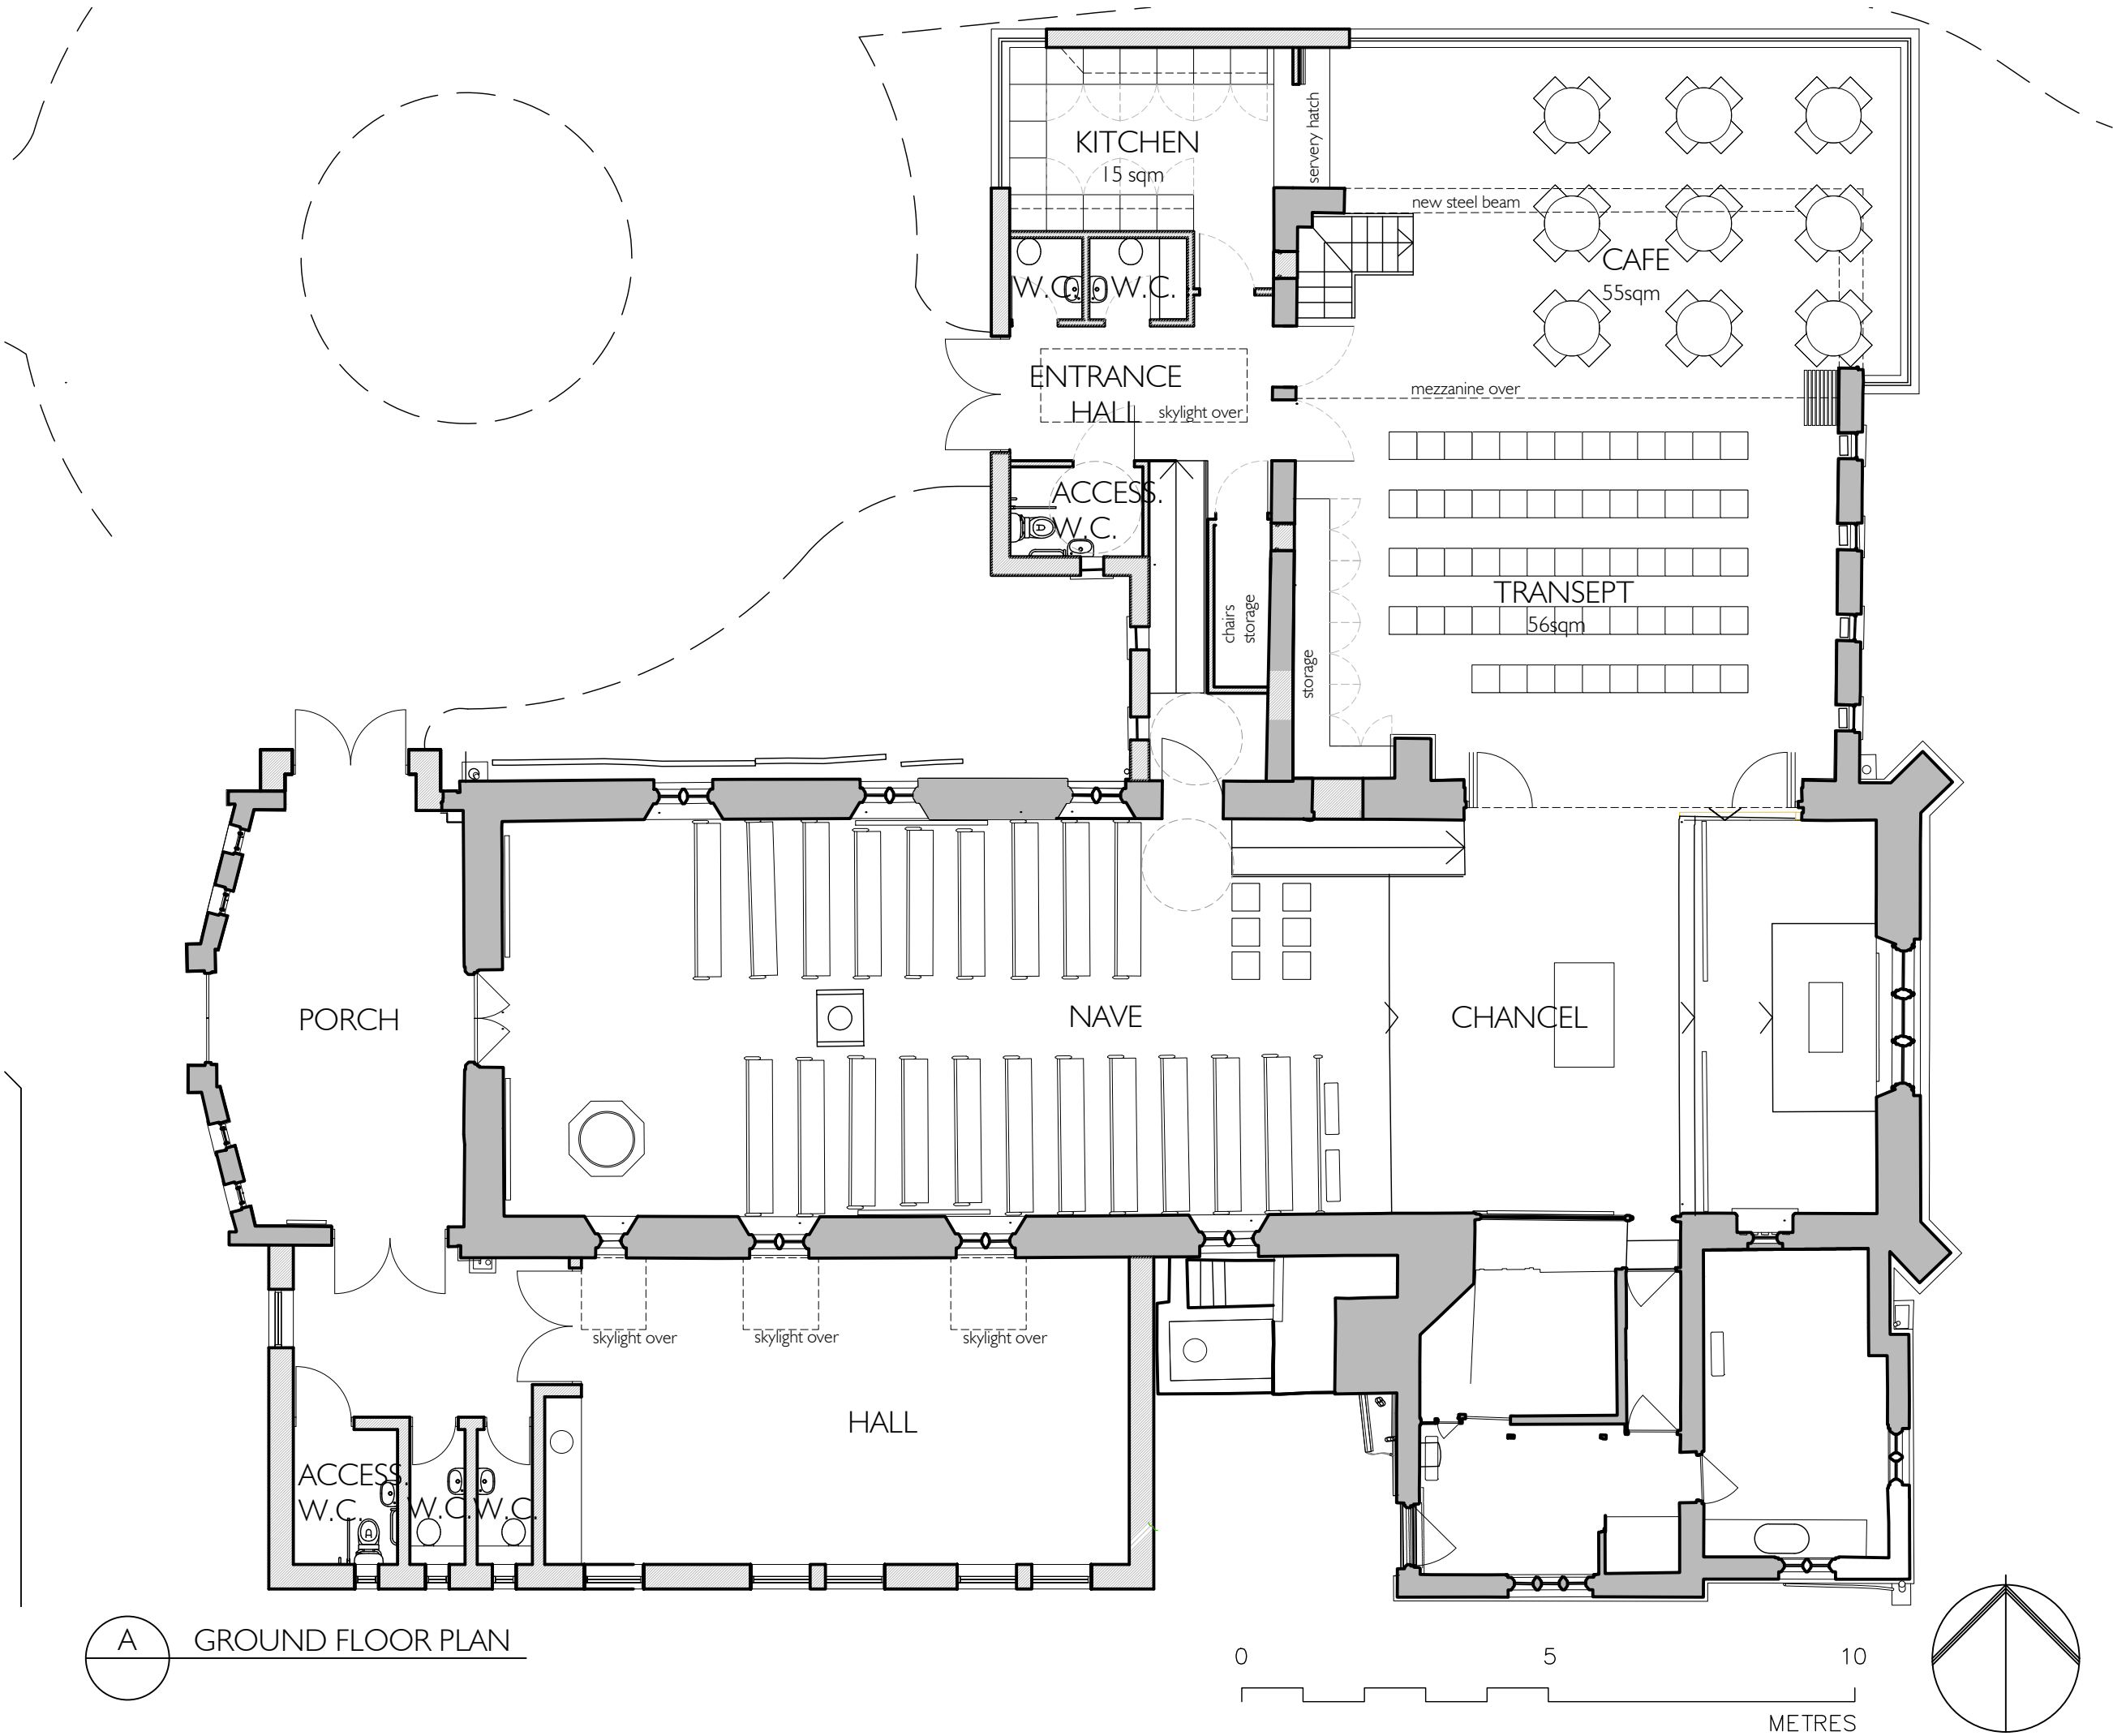 KITCHEN
15 sqm
servery hatch
new steel beam
CAFE
55sqm
W.C.
W.C.
ENTRANCE
HALL
skylight over
mezzanine over
ACCESS.
W.C.
chairs
storage
storage
TRANSEPT
56sqm
PORCH
NAVE
CHANCEL
skylight over
skylight over
skylight over
HALL
ACCESS.
W.C.
W.C.
W.C.
A
GROUND FLOOR PLAN
0 5 10
METRES